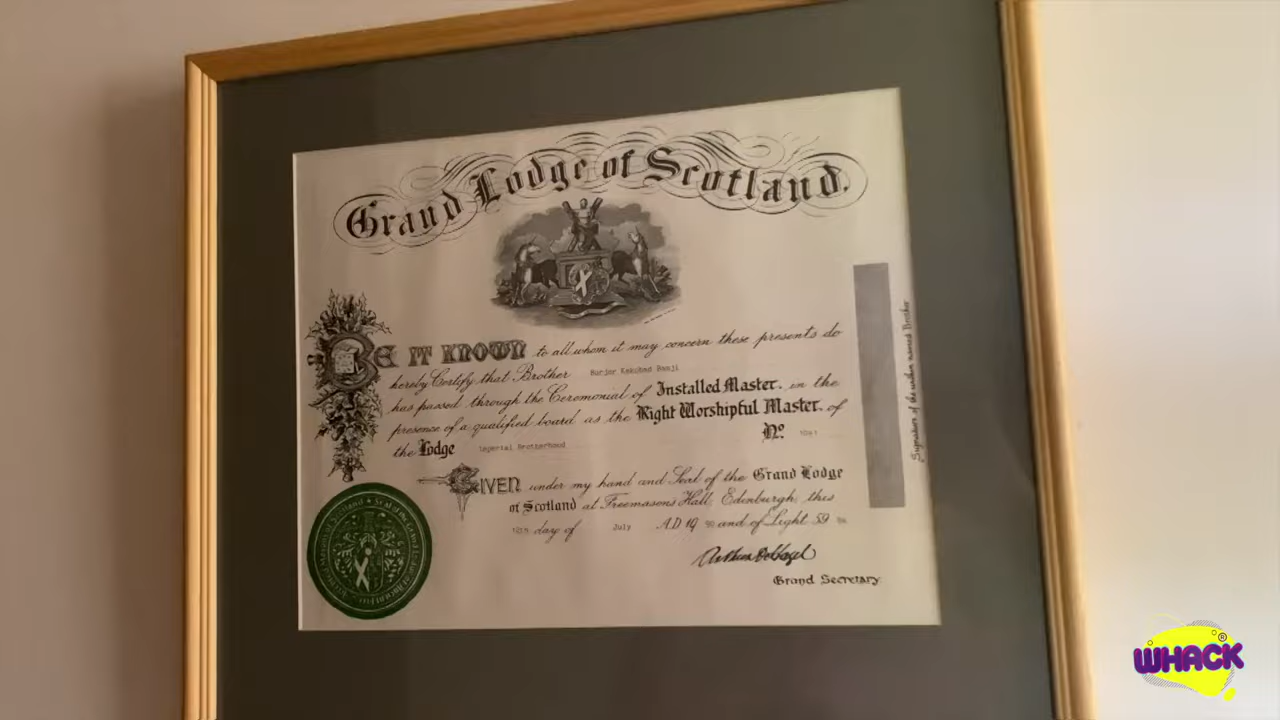 Grand Lodge of Scotland.
BE IT KNOWN to all whom it may concern these presents do
hereby Certify that Brother Burjor Kekobad Ranji
has passed through the Ceremonial of Installed Master. in the
presence of a qualified board as the Right Worshipful Master. of
the Lodge Imperial Brotherhood Nº
GIVEN under my hand and Seal of the Grand Lodge
of Scotland at Freemasons Hall, Edinburgh, this
day of July A.D 19 and of Light 59
Grand Secretary
Signature of the within named Brother
WHACK®